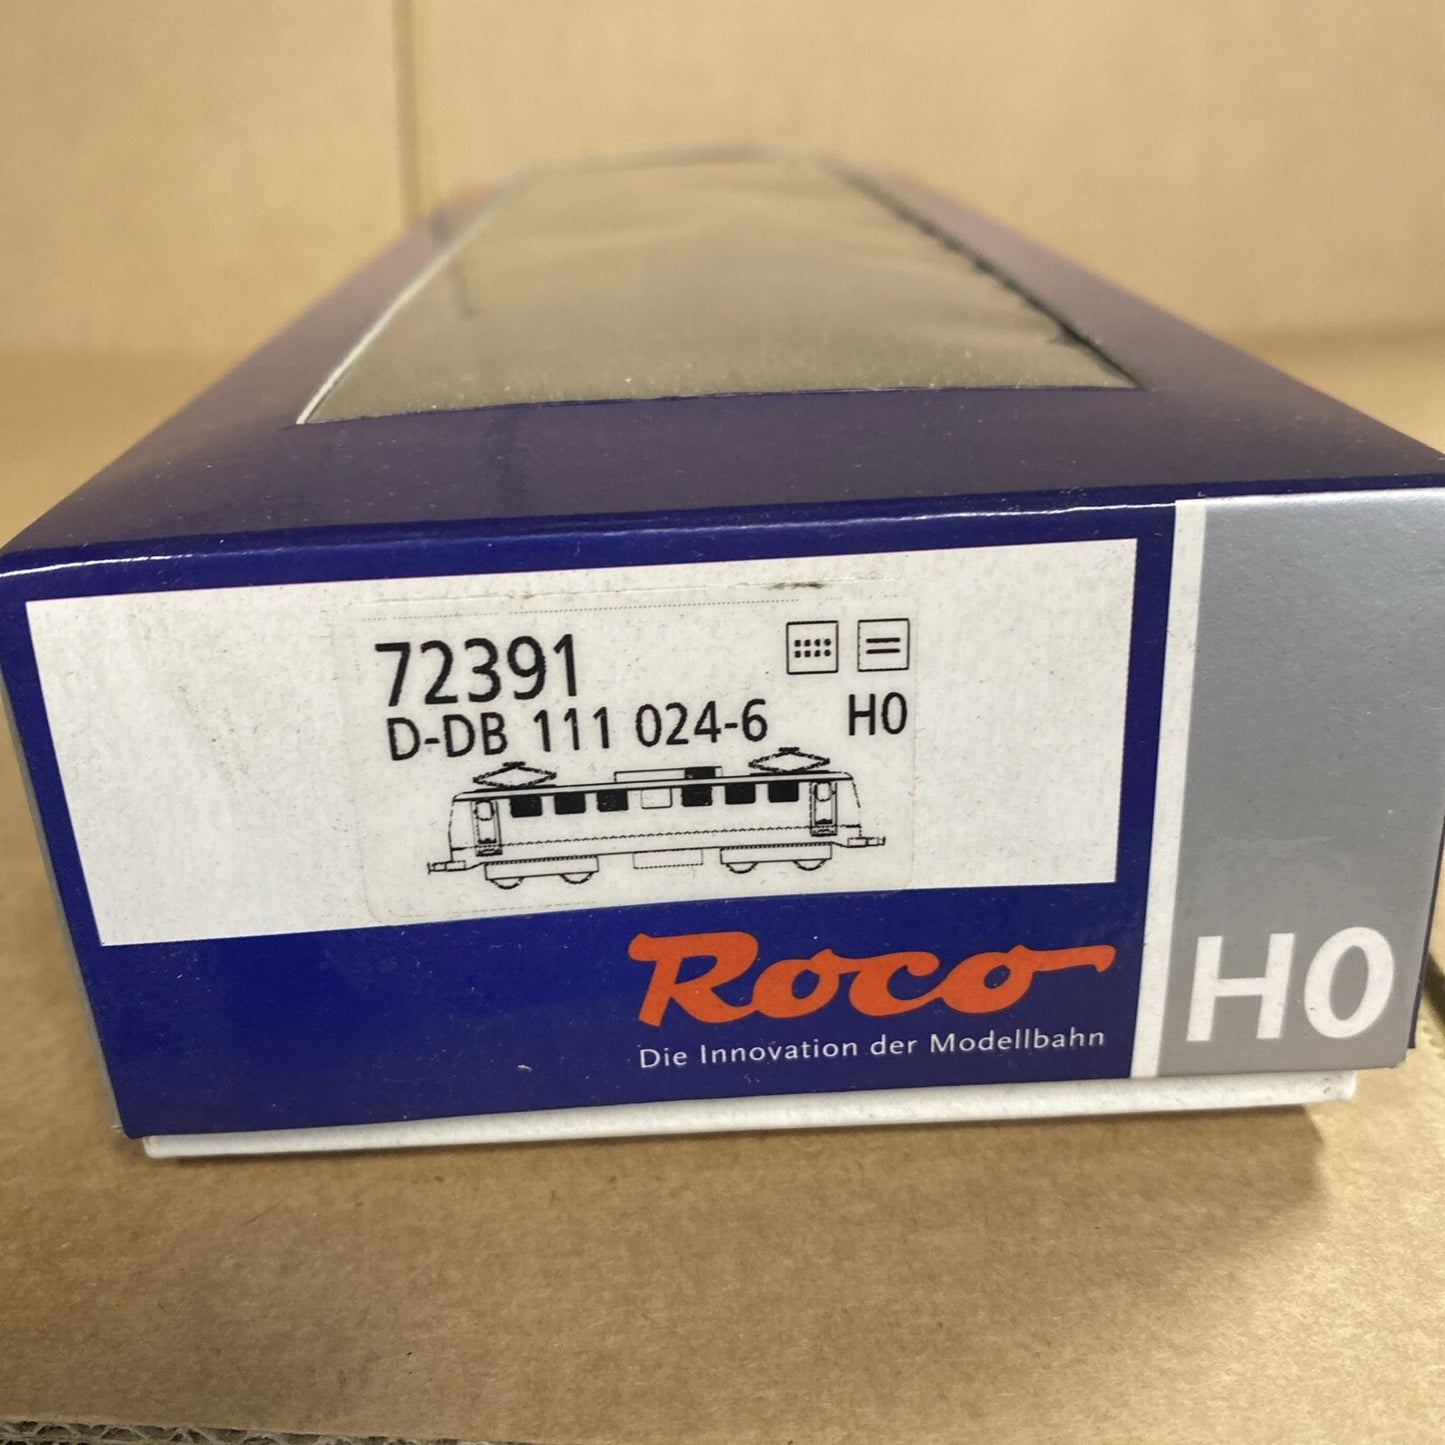 72391
D-DB 111 024-6 H0
Roco
Die Innovation der Modellbahn
H0